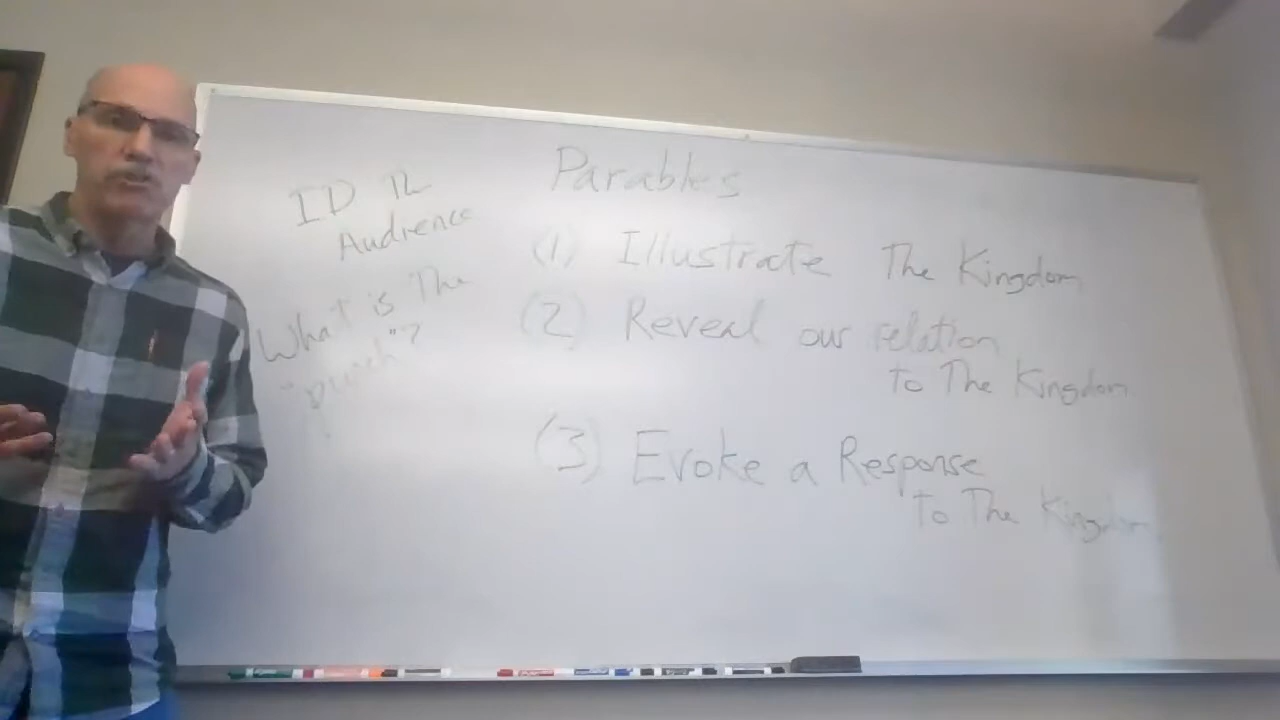 ID The
Audience
What is The
"punch"?
Parables
(1) Illustrate The Kingdom
(2) Reveal our relation
to The Kingdom
(3) Evoke a Response
to The Kingdom